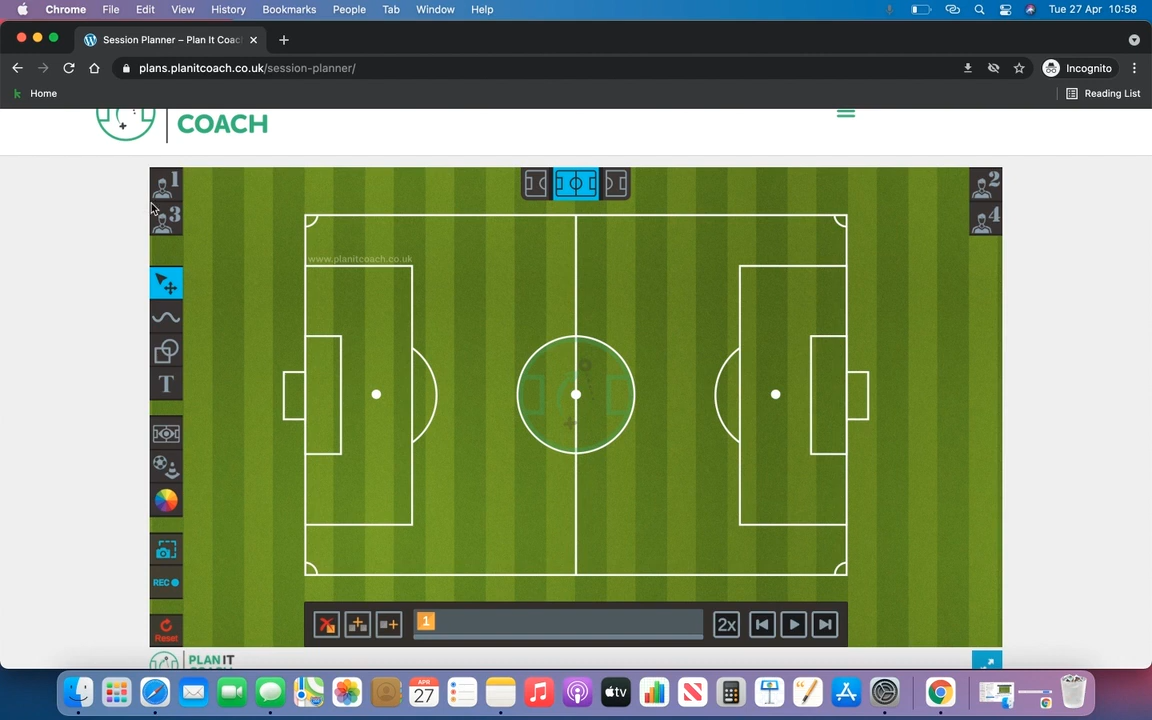 Chrome File Edit View History Bookmarks People Tab Window Help Tue 27 Apr 10:58
Session Planner – Plan It Coac
plans.planitcoach.co.uk/session-planner/ Incognito
Home Reading List
COACH
1 2
3 4
www.planitcoach.co.uk
T
REC
1 2x
Reset
PLAN IT
APR
27
tv